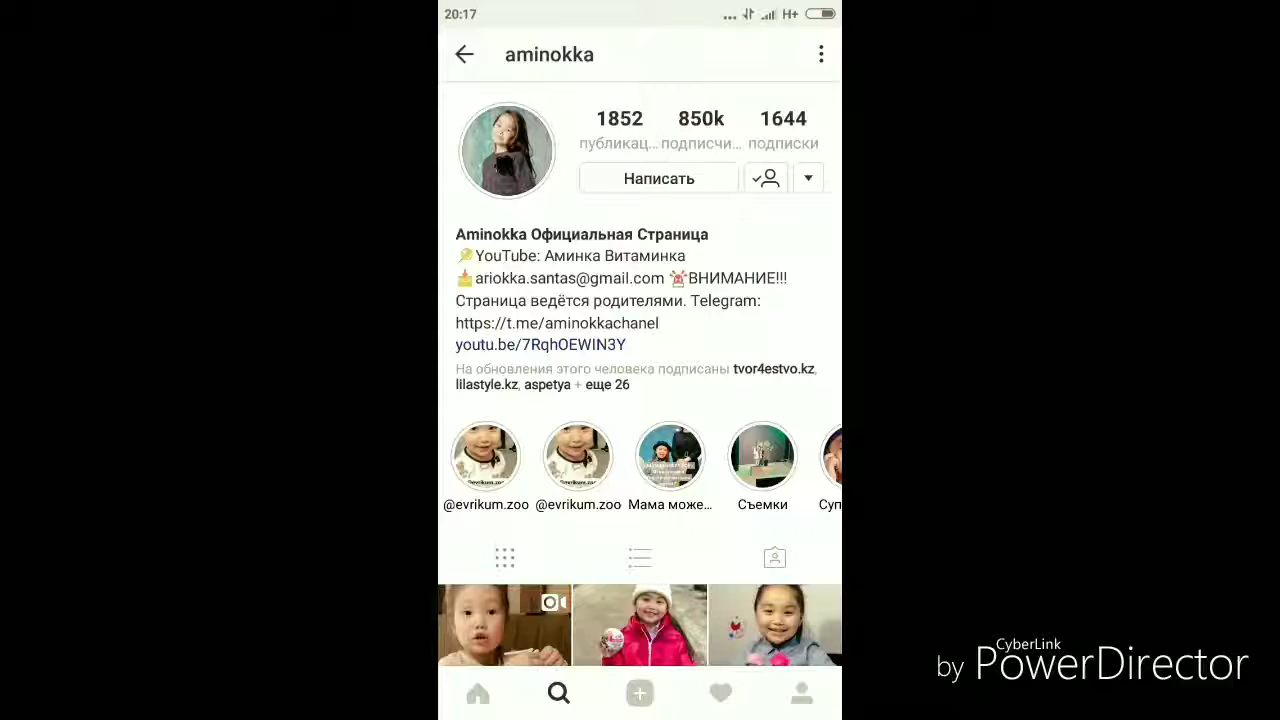 20:17
H+
aminokka
1852 850k 1644
публикац... подписчи... подписки
Написать
Aminokka Официальная Страница
YouTube: Аминка Витаминка
ariokka.santas@gmail.com ВНИМАНИЕ!!!
Страница ведётся родителями. Telegram:
https://t.me/aminokkachanel
youtu.be/7RqhOEWIN3Y
На обновления этого человека подписаны tvor4estvo.kz,
lilastyle.kz, aspetya + еще 26
@evrikum.zoo @evrikum.zoo Мама може... Съемки Суп
CyberLink
by PowerDirector